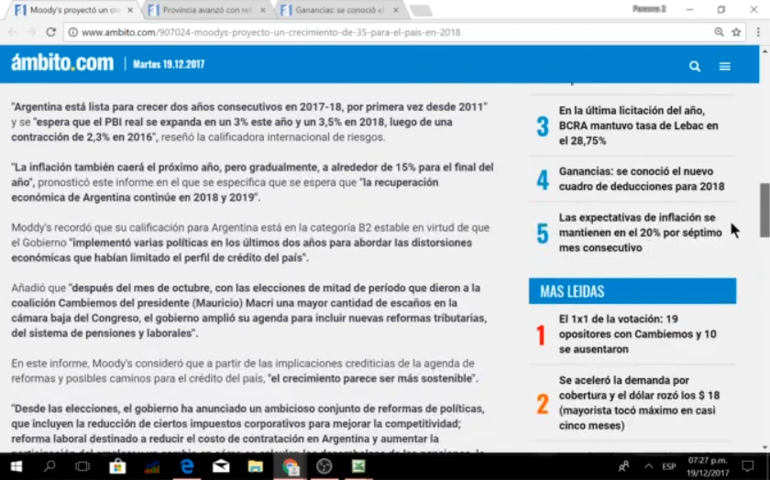 Moody's proyectó un cre
Provincia avanzó con ref
Ganancias: se conoció el
www.ambito.com/907024-moodys-proyecto-un-crecimiento-de-35-para-el-pais-en-2018
ámbito.com
Martes 19.12.2017
"Argentina está lista para crecer dos años consecutivos en 2017-18, por primera vez desde 2011"
y se "espera que el PBI real se expanda en un 3% este año y un 3,5% en 2018, luego de una
contracción de 2,3% en 2016", reseñó la calificadora internacional de riesgos.
"La inflación también caerá el próximo año, pero gradualmente, a alrededor de 15% para el final del
año", pronosticó este informe en el que se especifica que se espera que "la recuperación
económica de Argentina continúe en 2018 y 2019".
Moody's recordó que su calificación para Argentina está en la categoría B2 estable en virtud de que
el Gobierno "implementó varias políticas en los últimos dos años para abordar las distorsiones
económicas que habían limitado el perfil de crédito del país".
Añadió que "después del mes de octubre, con las elecciones de mitad de período que dieron a la
coalición Cambiemos del presidente (Mauricio) Macri una mayor cantidad de escaños en la
cámara baja del Congreso, el gobierno amplió su agenda para incluir nuevas reformas tributarias,
del sistema de pensiones y laborales".
En este informe, Moody's consideró que a partir de las implicaciones crediticias de la agenda de
reformas y posibles caminos para el crédito del país, "el crecimiento parece ser más sostenible".
"Desde las elecciones, el gobierno ha anunciado un ambicioso conjunto de reformas de políticas,
que incluyen la reducción de ciertos impuestos corporativos para mejorar la competitividad;
reforma laboral destinado a reducir el costo de contratación en Argentina y aumentar la
3
En la última licitación del año,
BCRA mantuvo tasa de Lebac en
el 28,75%
4
Ganancias: se conoció el nuevo
cuadro de deducciones para 2018
5
Las expectativas de inflación se
mantienen en el 20% por séptimo
mes consecutivo
MAS LEIDAS
1
El 1x1 de la votación: 19
opositores con Cambiemos y 10
se ausentaron
2
Se aceleró la demanda por
cobertura y el dólar rozó los $ 18
(mayorista tocó máximo en casi
cinco meses)
ESP
07:27 p.m.
19/12/2017